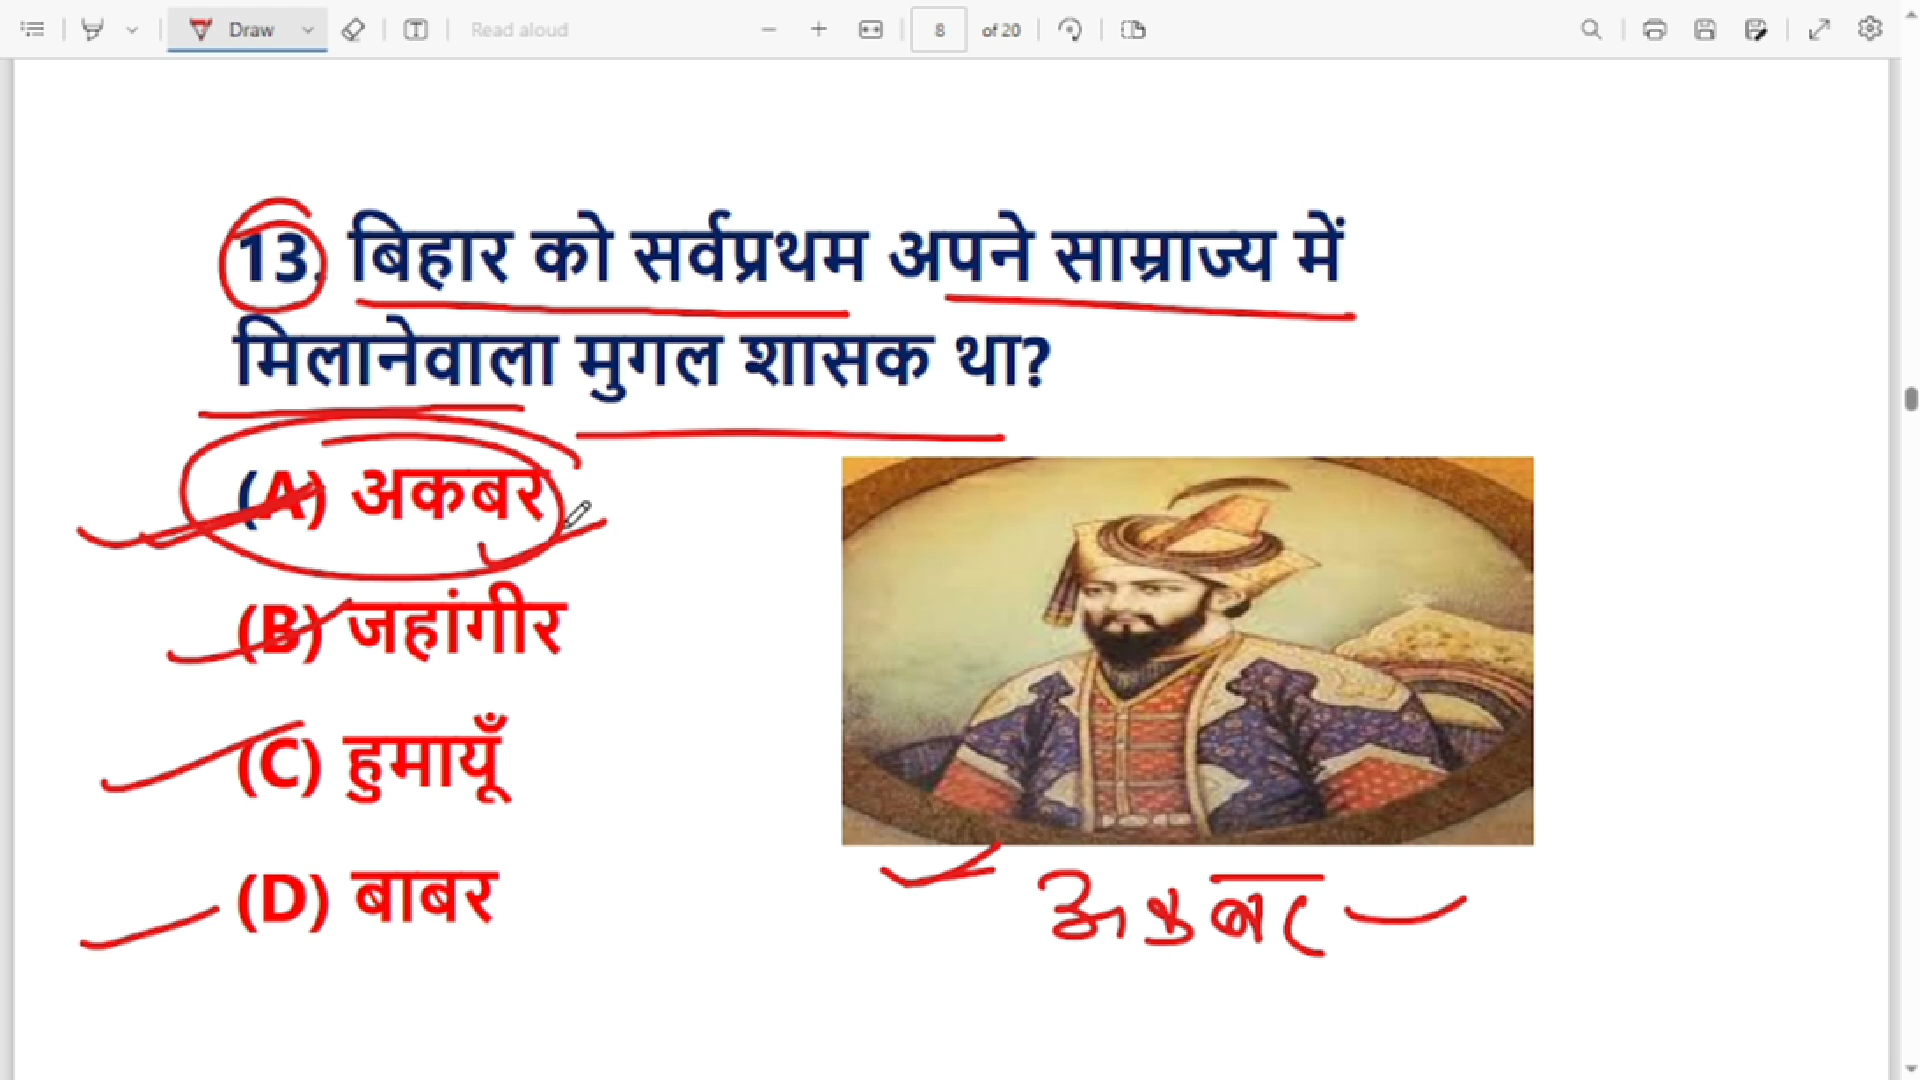 Draw
Read aloud
8 of 20
13. बिहार को सर्वप्रथम अपने साम्राज्य में
मिलानेवाला मुगल शासक था?
(A) अकबर
(B) जहांगीर
(C) हुमायूँ
(D) बाबर
अकबर